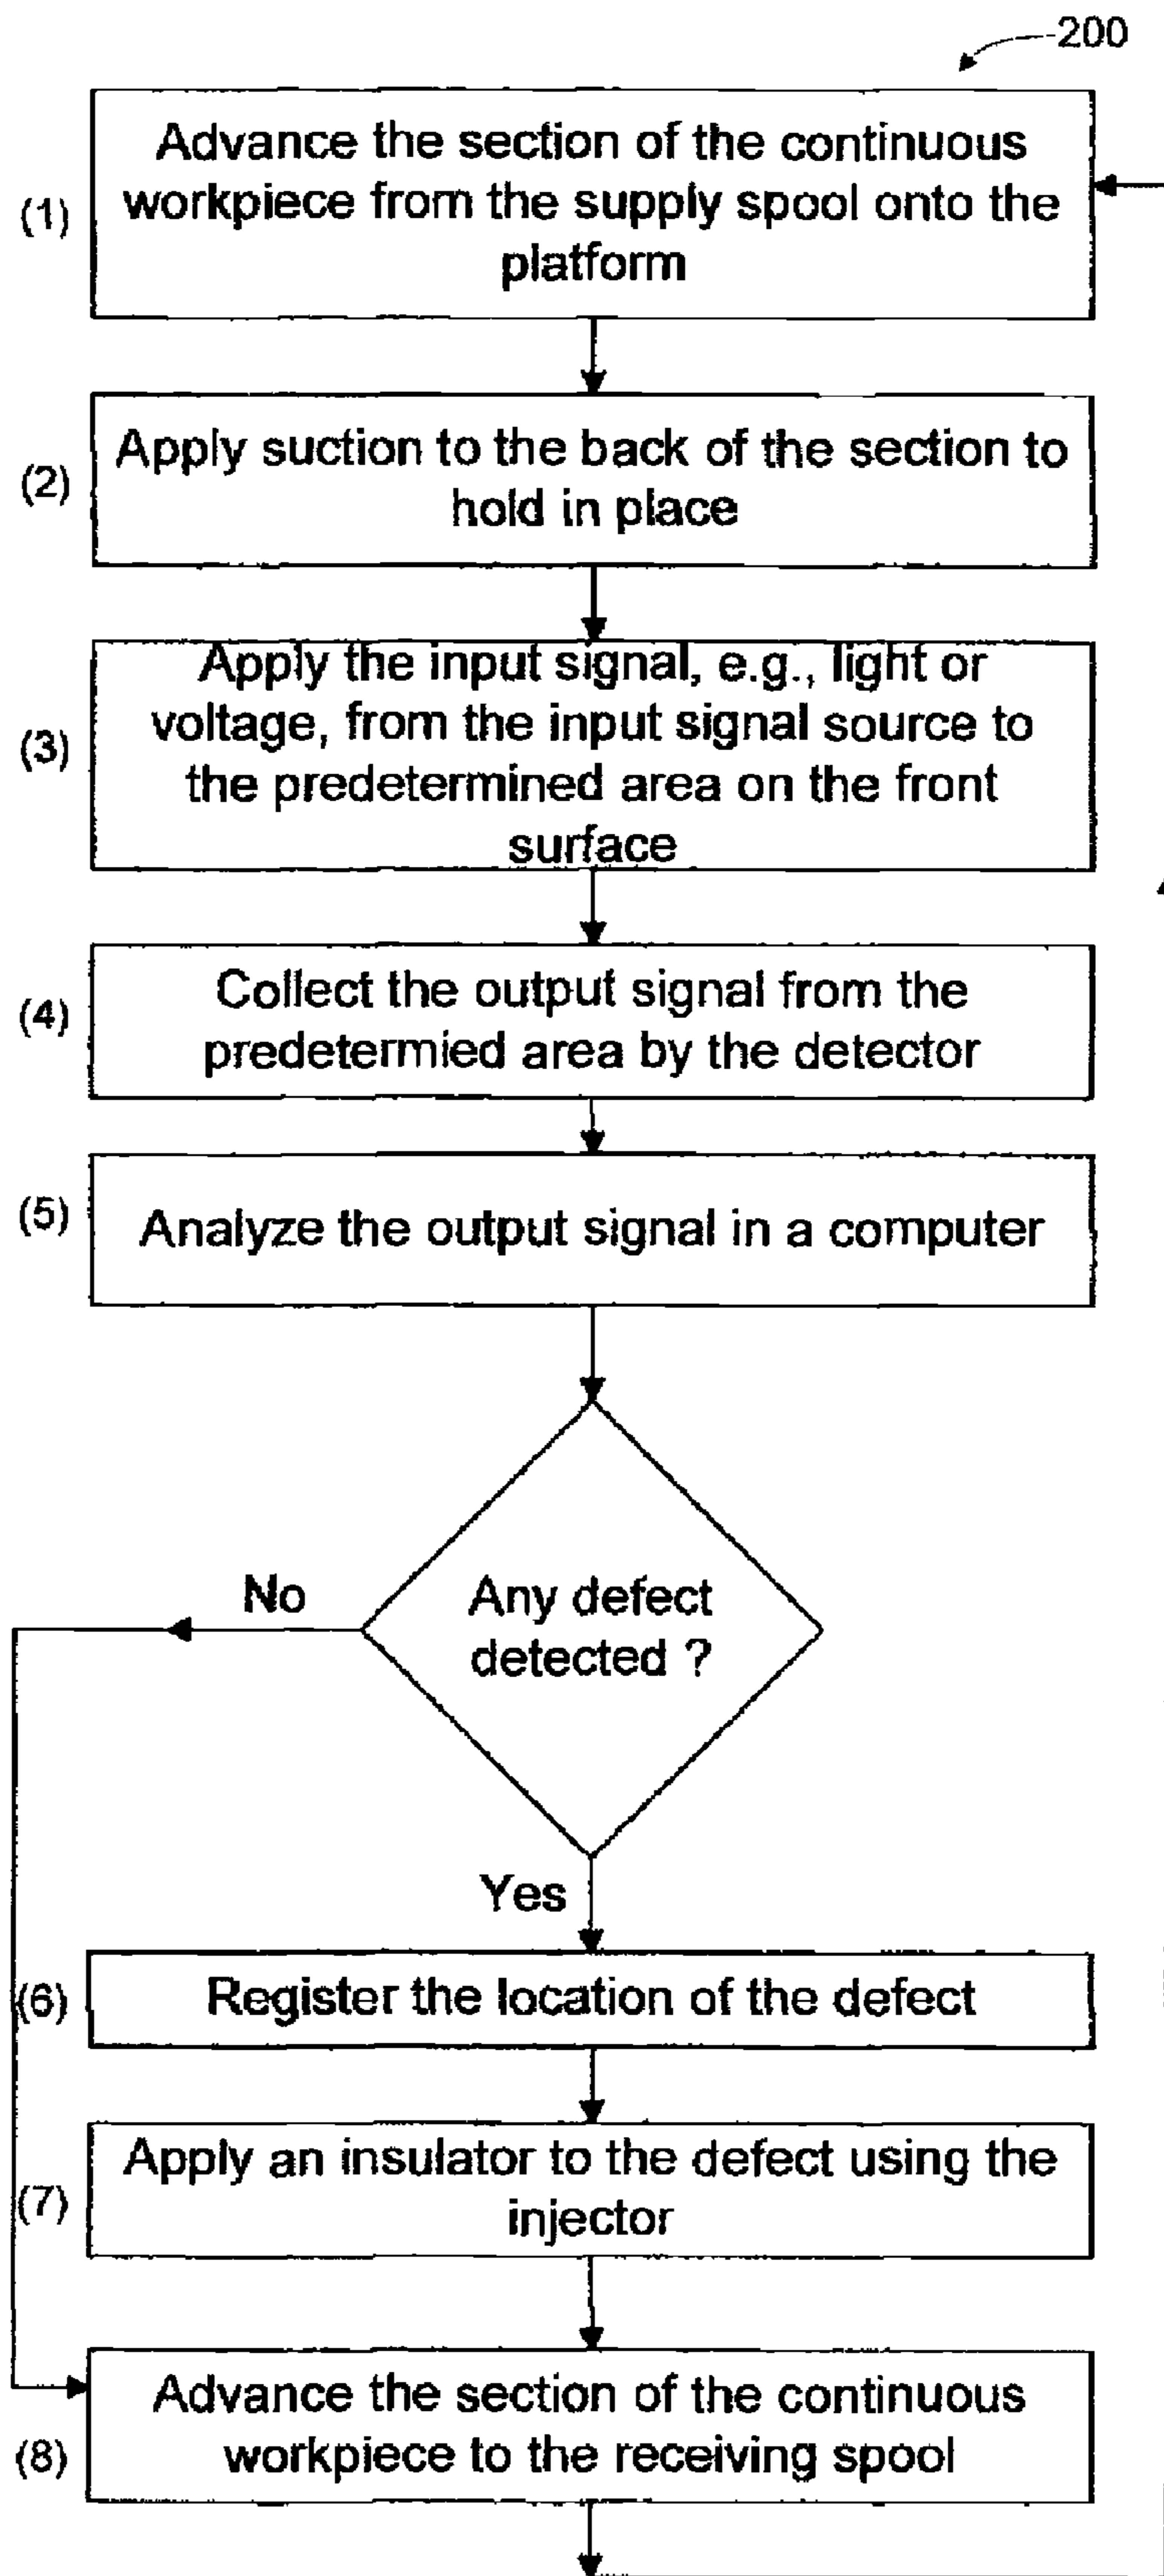 200
(1)
Advance the section of the continuous
workpiece from the supply spool onto the
platform
(2)
Apply suction to the back of the section to
hold in place
(3)
Apply the input signal, e.g., light or
voltage, from the input signal source to
the predetermined area on the front
surface
(4)
Collect the output signal from the
predetermied area by the detector
(5)
Analyze the output signal in a computer
Any defect
detected ?
No
Yes
(6)
Register the location of the defect
(7)
Apply an insulator to the defect using the
injector
(8)
Advance the section of the continuous
workpiece to the receiving spool